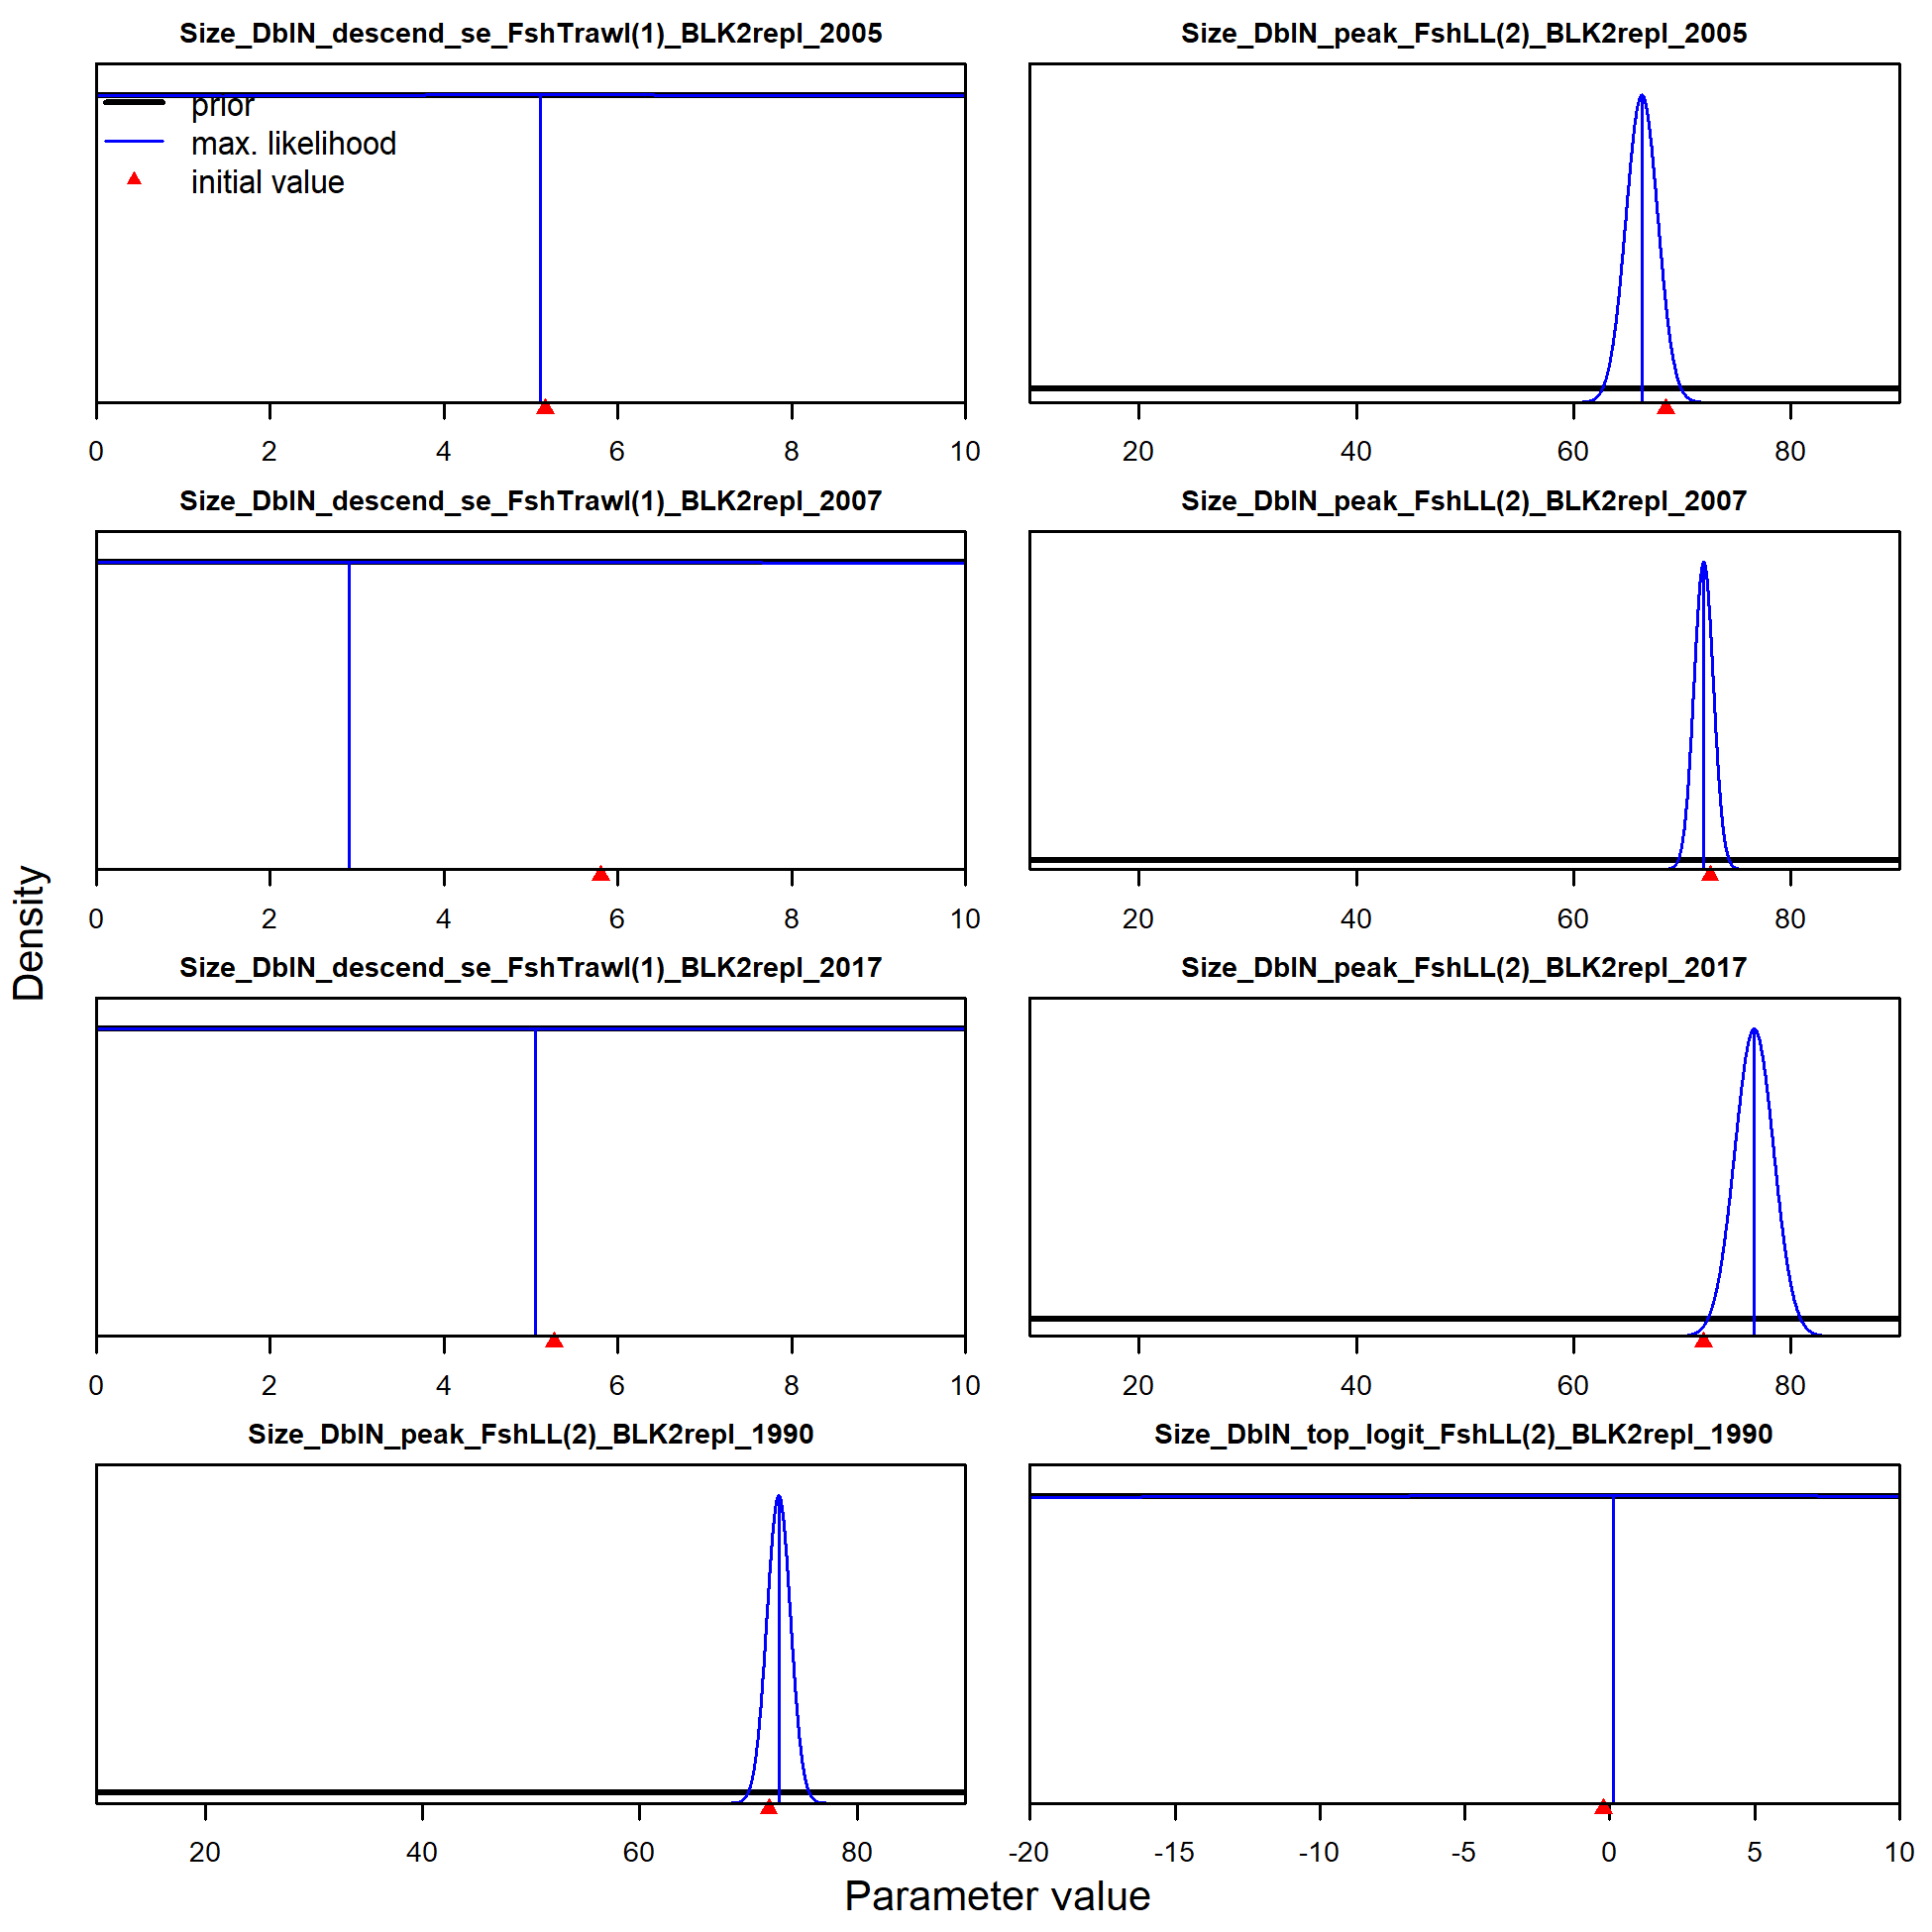 Size_DblN_descend_se_FshTrawl(1)_BLK2repl_2005
prior
max. likelihood
initial value
0 2 4 6 8 10
Size_DblN_peak_FshLL(2)_BLK2repl_2005
20 40 60 80
Size_DblN_descend_se_FshTrawl(1)_BLK2repl_2007
0 2 4 6 8 10
Size_DblN_peak_FshLL(2)_BLK2repl_2007
20 40 60 80
Size_DblN_descend_se_FshTrawl(1)_BLK2repl_2017
0 2 4 6 8 10
Size_DblN_peak_FshLL(2)_BLK2repl_2017
20 40 60 80
Size_DblN_peak_FshLL(2)_BLK2repl_1990
20 40 60 80
Size_DblN_top_logit_FshLL(2)_BLK2repl_1990
-20 -15 -10 -5 0 5 10
Density
Parameter value